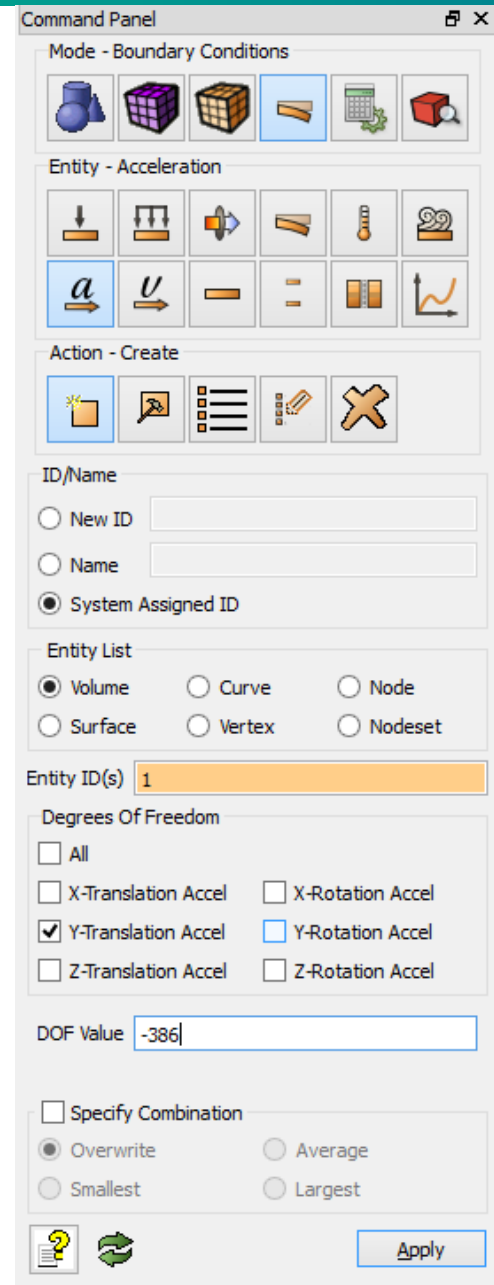 Command Panel
Mode - Boundary Conditions
Entity - Acceleration
a v
Action - Create
ID/Name
New ID
Name
System Assigned ID
Entity List
Volume Curve Node
Surface Vertex Nodeset
Entity ID(s) 1
Degrees Of Freedom
All
X-Translation Accel X-Rotation Accel
Y-Translation Accel Y-Rotation Accel
Z-Translation Accel Z-Rotation Accel
DOF Value -386
Specify Combination
Overwrite Average
Smallest Largest
? Apply